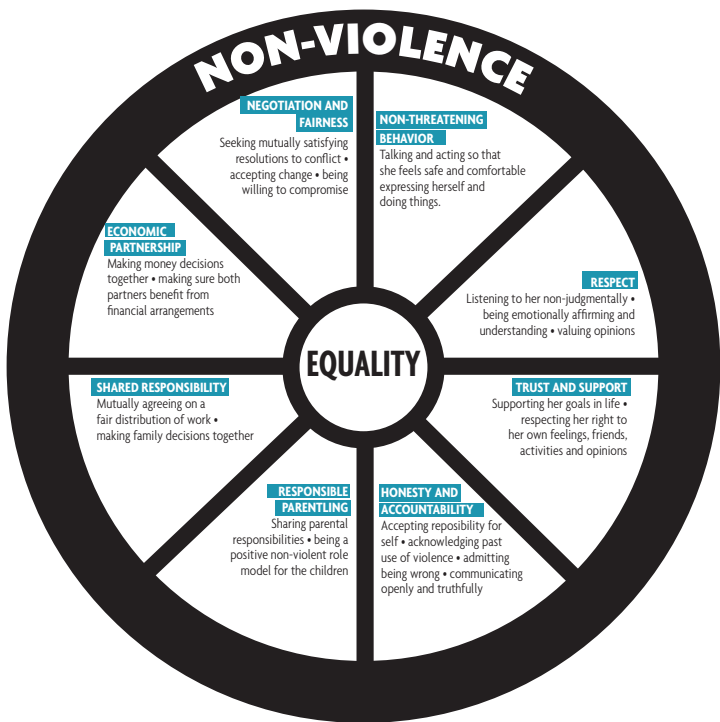 NON-VIOLENCE
NEGOTIATION AND
FAIRNESS
Seeking mutually satisfying
resolutions to conflict •
accepting change • being
willing to compromise
NON-THREATENING
BEHAVIOR
Talking and acting so that
she feels safe and comfortable
expressing herself and
doing things.
ECONOMIC
PARTNERSHIP
Making money decisions
together • making sure both
partners benefit from
financial arrangements
RESPECT
Listening to her non-judgmentally •
being emotionally affirming and
understanding • valuing opinions
EQUALITY
SHARED RESPONSIBILITY
Mutually agreeing on a
fair distribution of work •
making family decisions together
TRUST AND SUPPORT
Supporting her goals in life •
respecting her right to
her own feelings, friends,
activities and opinions
RESPONSIBLE
PARENTLING
Sharing parental
responsibilities • being a
positive non-violent role
model for the children
HONESTY AND
ACCOUNTABILITY
Accepting reposibility for
self • acknowledging past
use of violence • admitting
being wrong • communicating
openly and truthfully